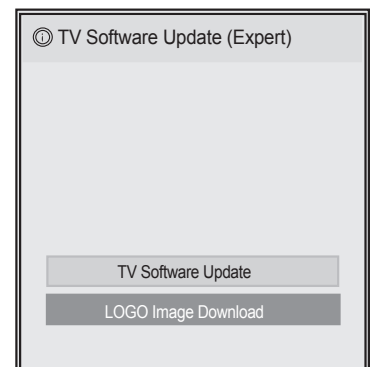 ⓘ TV Software Update (Expert)
TV Software Update
LOGO Image Download